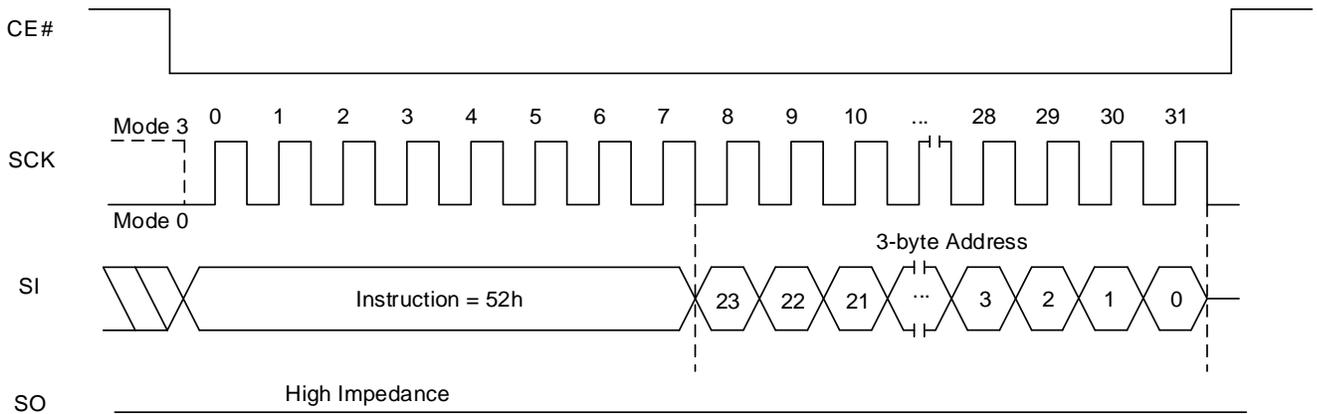 CE#
0 1 2 3 4 5 6 7 8 9 10 ... 28 29 30 31
Mode 3
SCK
Mode 0
3-byte Address
SI
Instruction = 52h 23 22 21 ... 3 2 1 0
High Impedance
SO